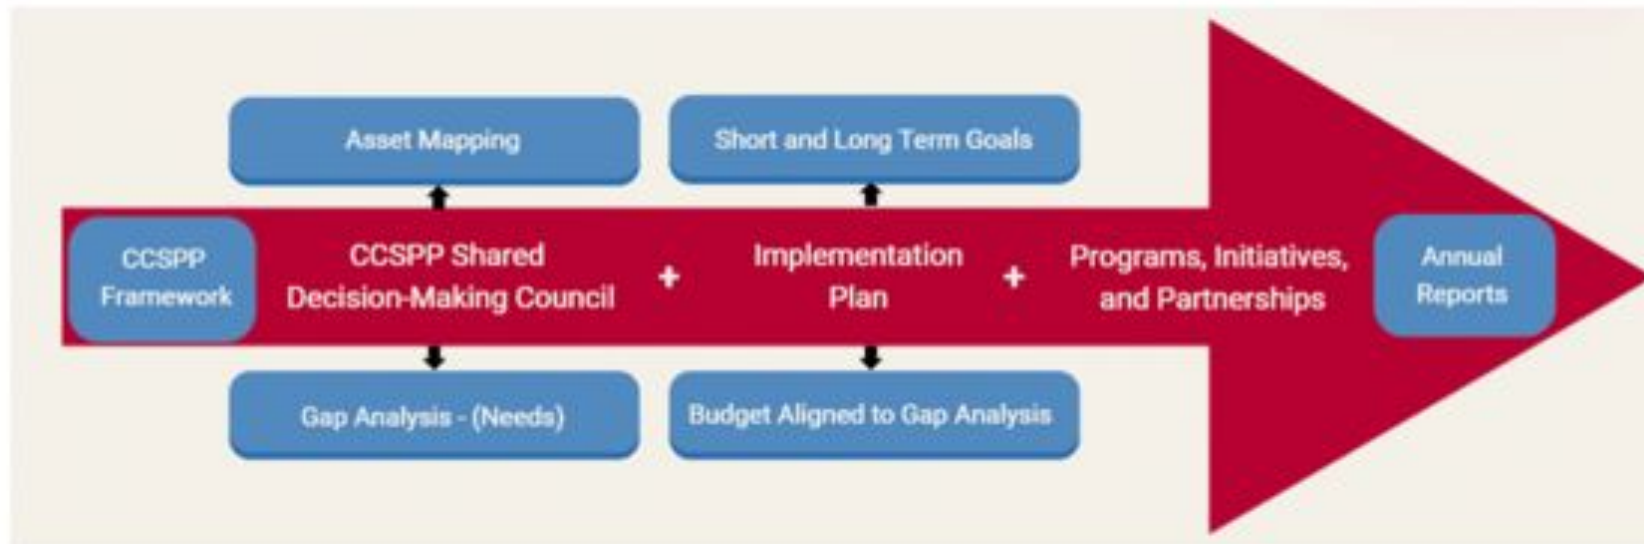 Asset Mapping
Short and Long Term Goals
CCSPP
Framework
CCSPP Shared
Decision-Making Council
+
Implementation
Plan
+
Programs, Initiatives,
and Partnerships
Annual
Reports
Gap Analysis - (Needs)
Budget Aligned to Gap Analysis